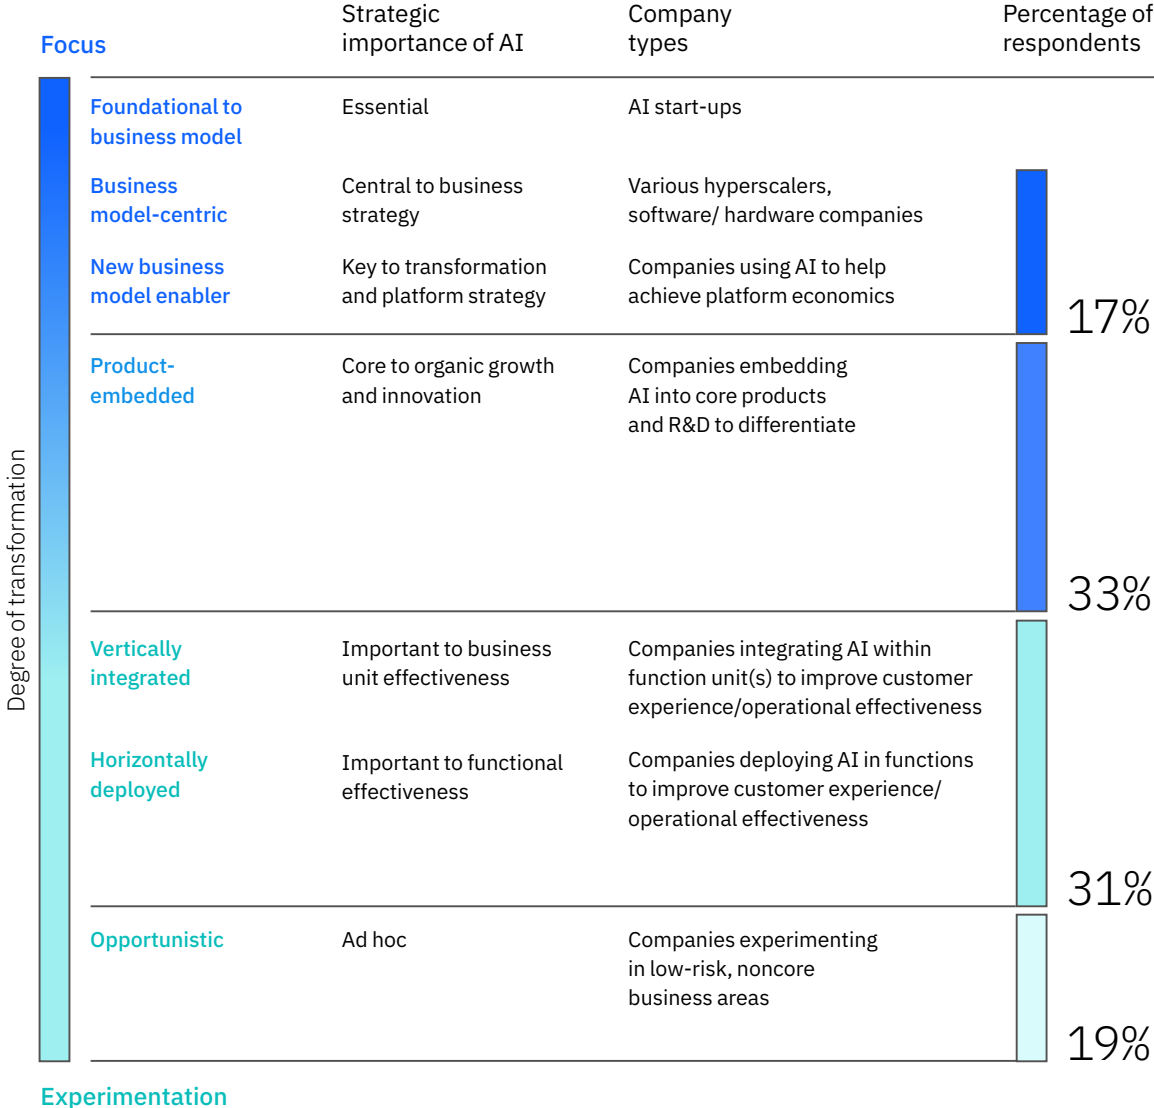 Focus
Strategic
importance of AI
Company
types
Percentage of
respondents
Degree of transformation
Foundational to
business model
Essential
AI start-ups
Business
model-centric
Central to business
strategy
Various hyperscalers,
software/ hardware companies
New business
model enabler
Key to transformation
and platform strategy
Companies using AI to help
achieve platform economics
17%
Product-
embedded
Core to organic growth
and innovation
Companies embedding
AI into core products
and R&D to differentiate
33%
Vertically
integrated
Important to business
unit effectiveness
Companies integrating AI within
function unit(s) to improve customer
experience/operational effectiveness
Horizontally
deployed
Important to functional
effectiveness
Companies deploying AI in functions
to improve customer experience/
operational effectiveness
31%
Opportunistic
Ad hoc
Companies experimenting
in low-risk, noncore
business areas
19%
Experimentation